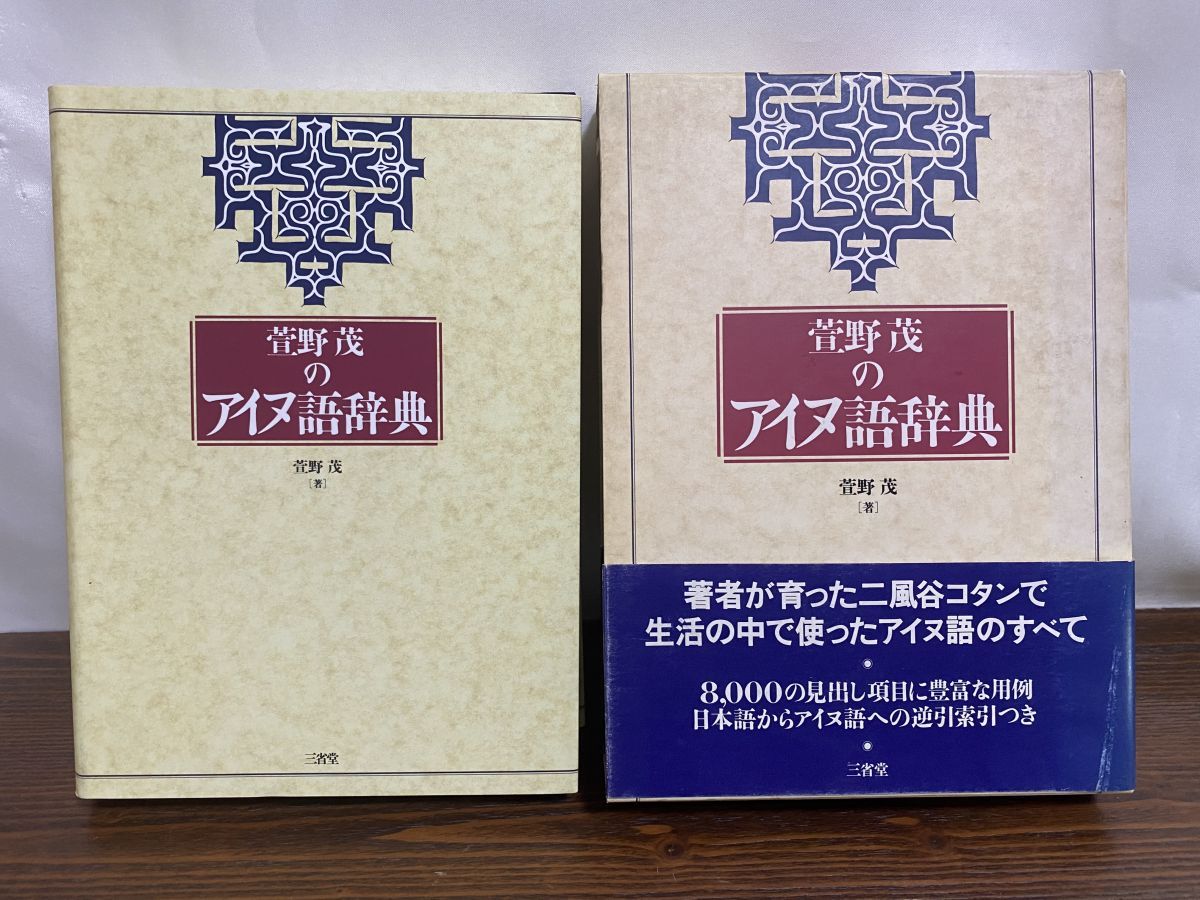 萱野 茂
の
アイヌ語辞典
萱野 茂
［著］
三省堂
萱野 茂
の
アイヌ語辞典
萱野 茂
［著］
著者が育った二風谷コタンで
生活の中で使ったアイヌ語のすべて
8,000の見出し項目に豊富な用例
日本語からアイヌ語への逆引索引つき
三省堂